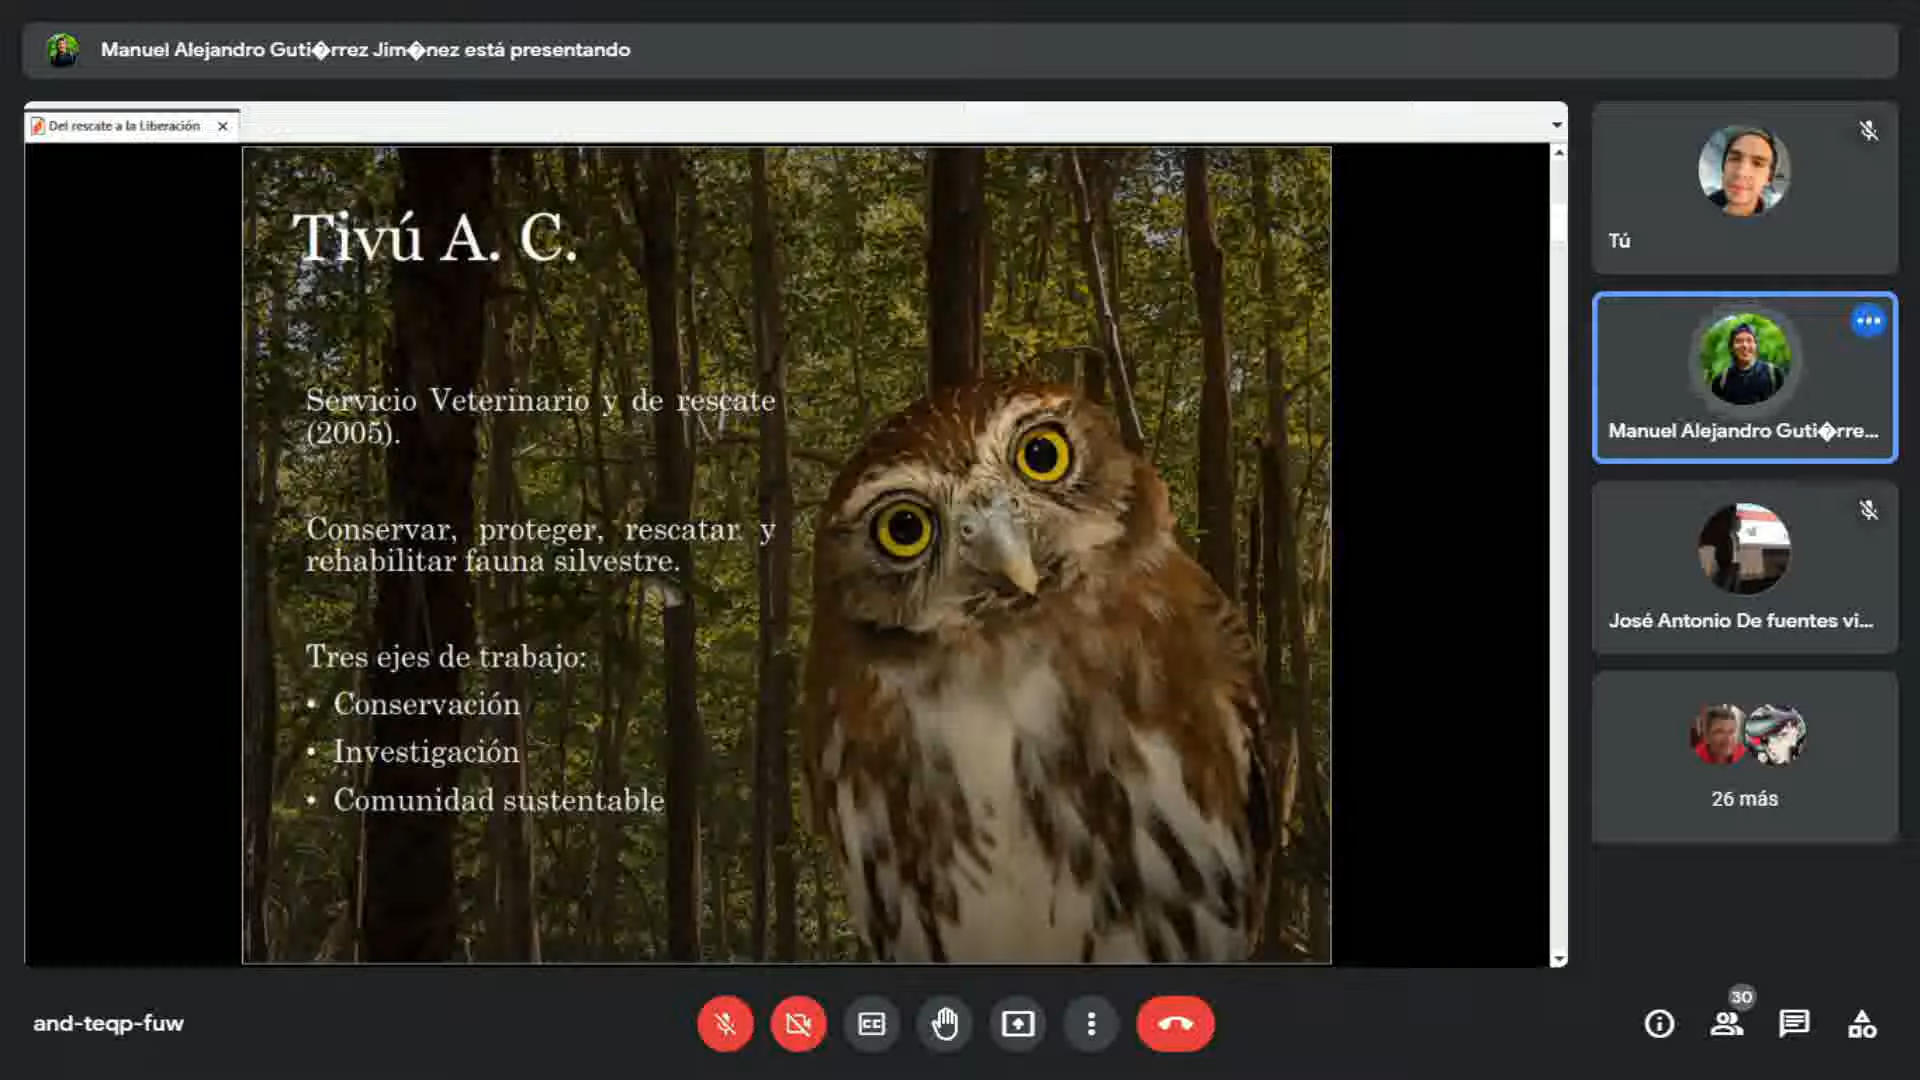 Manuel Alejandro Guti�rrez Jim�nez está presentando
Del rescate a la Liberación
Tivú A. C.
Servicio Veterinario y de rescate
(2005).
Conservar, proteger, rescatar y
rehabilitar fauna silvestre.
Tres ejes de trabajo:
• Conservación
• Investigación
• Comunidad sustentable
Tú
Manuel Alejandro Guti�rre...
José Antonio De fuentes vi...
26 más
and-teqp-fuw
CC
30